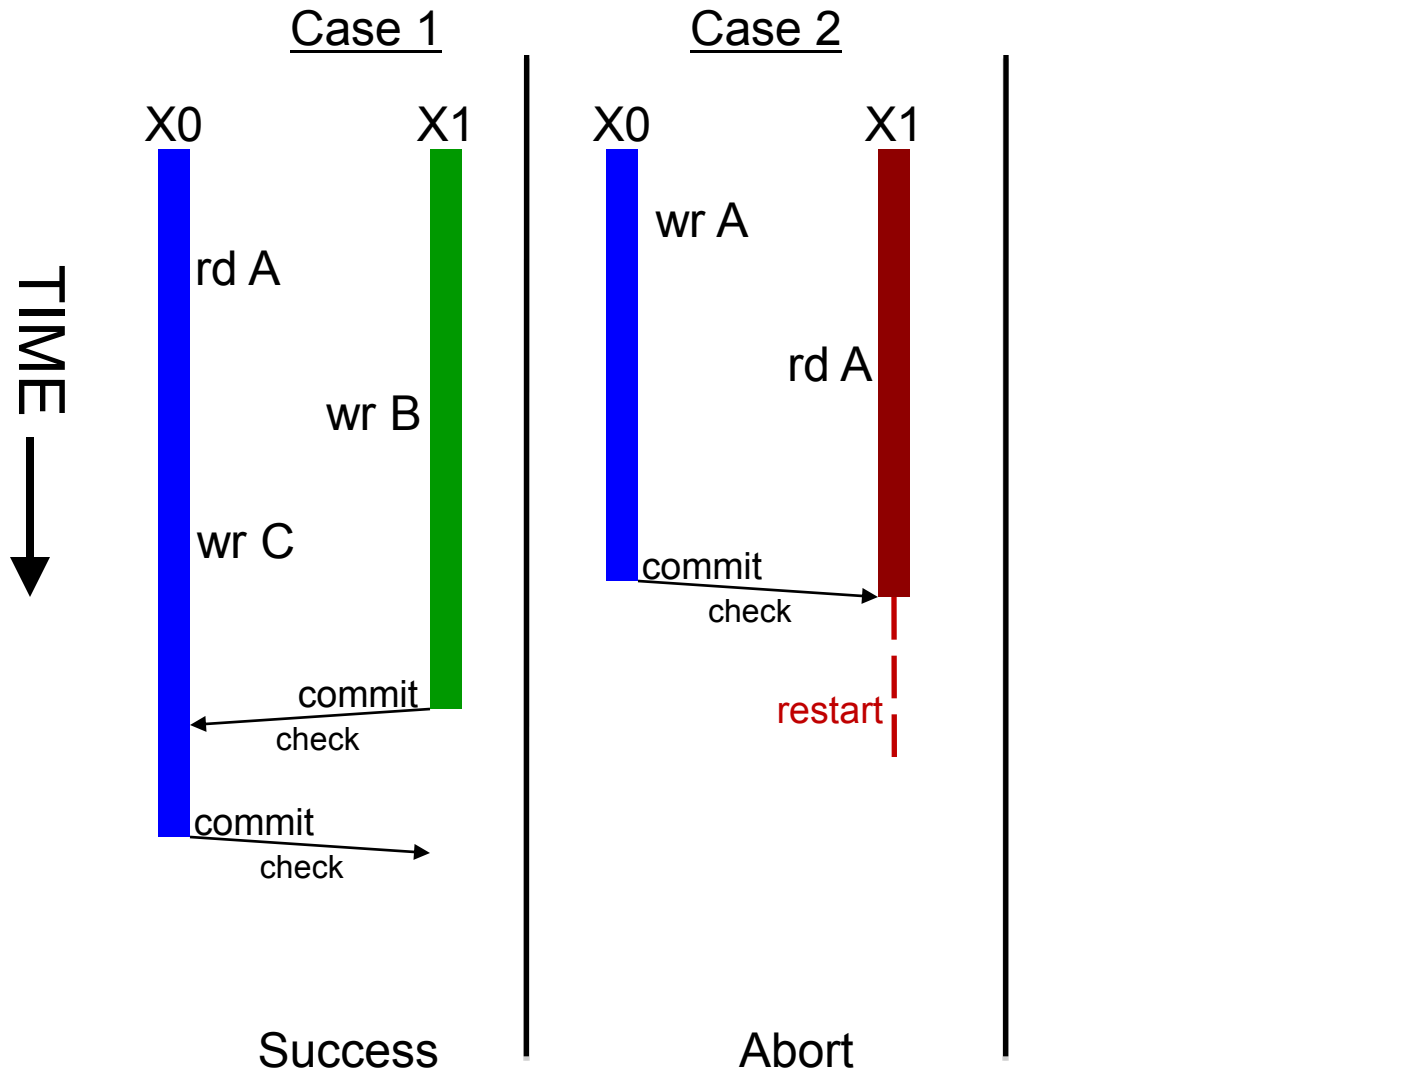 Case 1
Case 2
X0
X1
X0
X1
TIME
rd A
wr B
wr C
commit
check
commit
check
wr A
rd A
commit
check
restart
Success
Abort